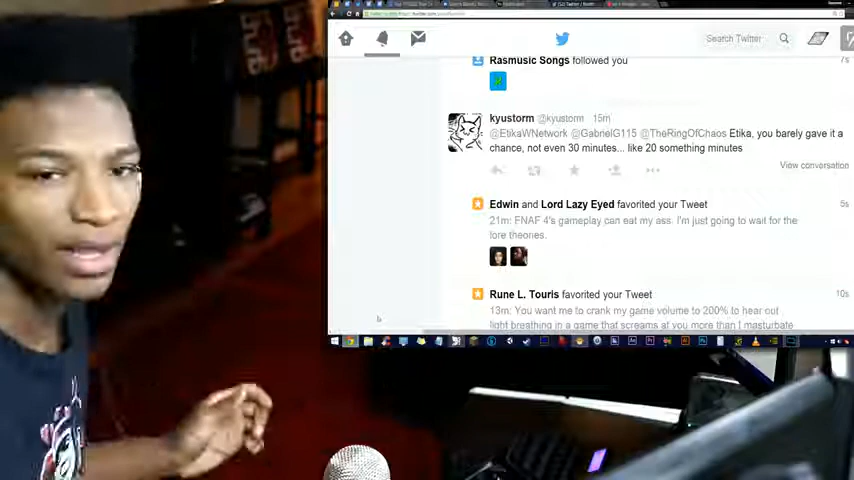 Search Twitter
Rasmusic Songs followed you
7s
kyustorm @kyustorm 15m
@EtikaWNetwork @GabrielG115 @TheRingOfChaos Etika, you barely gave it a
chance, not even 30 minutes... like 20 something minutes
View conversation
Edwin and Lord Lazy Eyed favorited your Tweet
5s
21m: FNAF 4's gameplay can eat my ass. I'm just going to wait for the
lore theories.
Rune L. Touris favorited your Tweet
10s
13m: You want me to crank my game volume to 200% to hear out
light breathing in a game that screams at you more than I masturbate